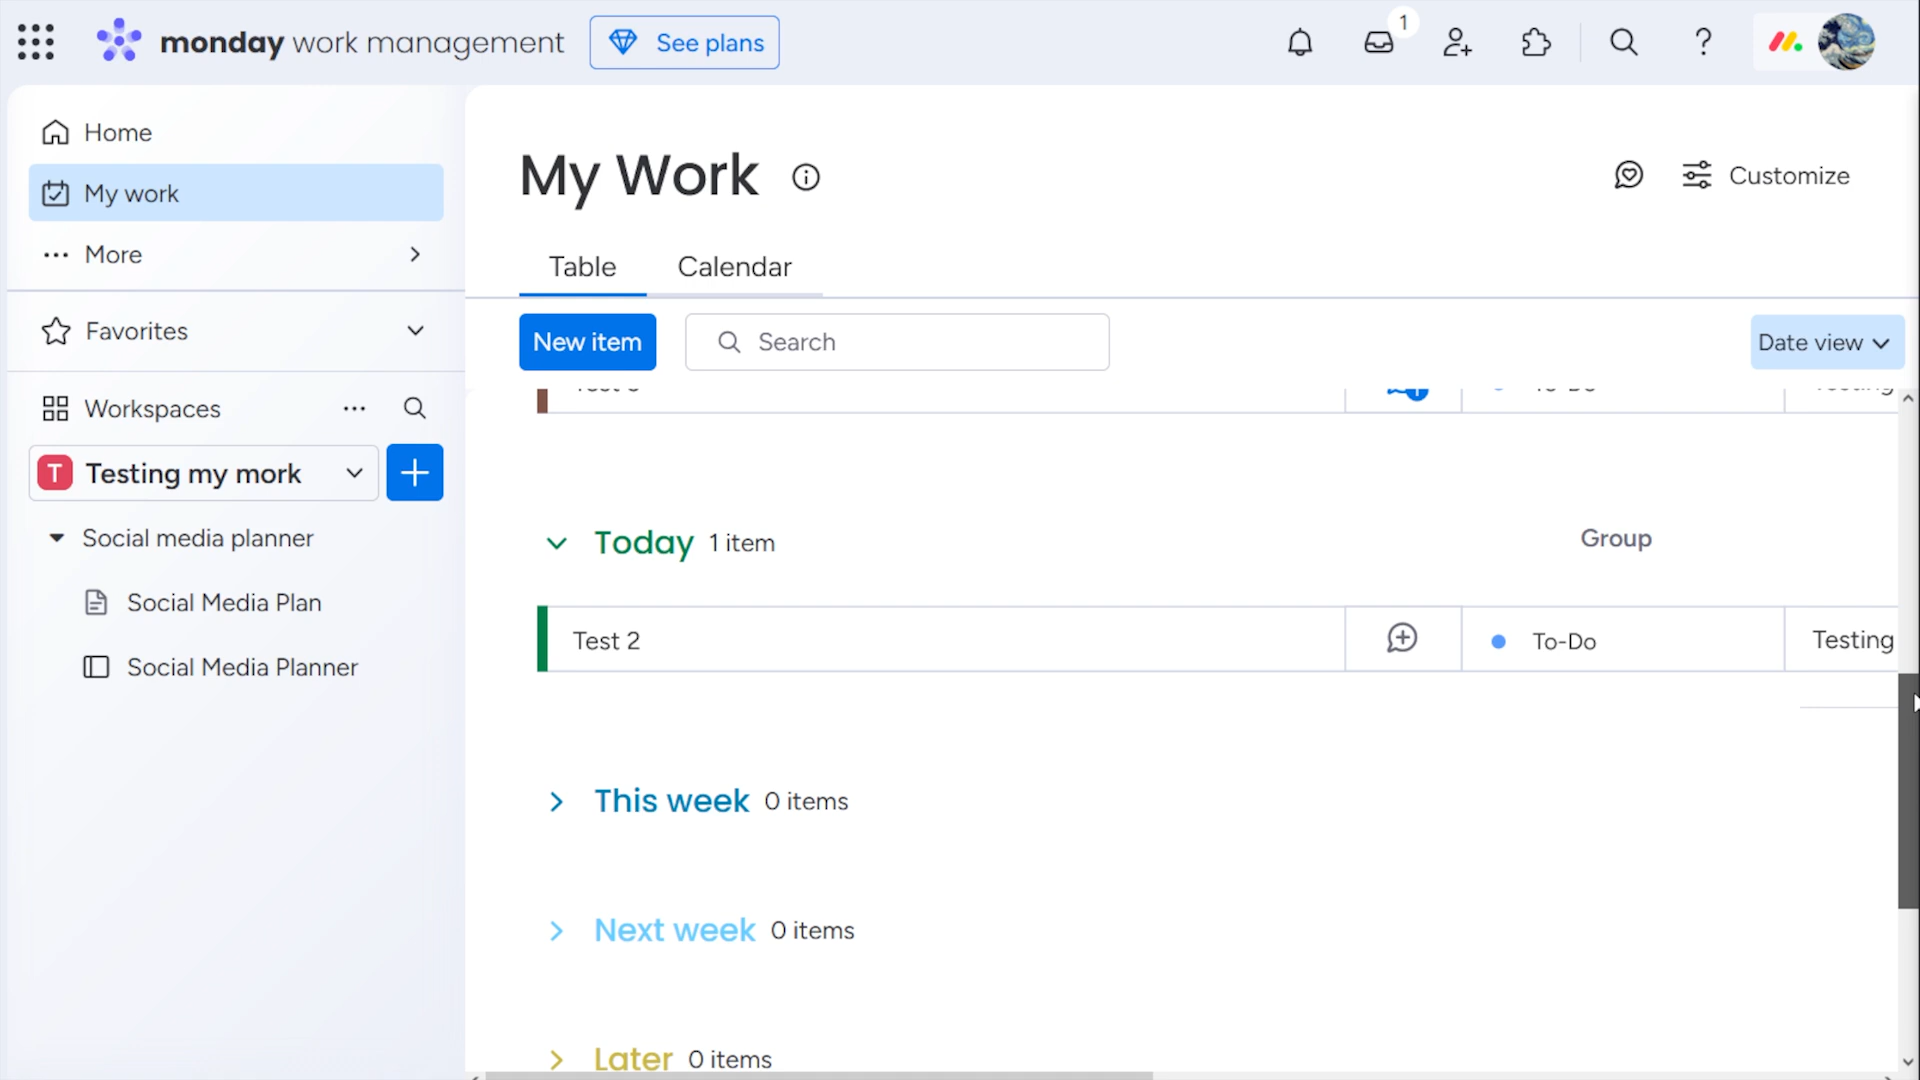 monday work management
See plans
1
Home
My work
More
Favorites
Workspaces
T
Testing my mork
Social media planner
Social Media Plan
Social Media Planner
My Work
Customize
Table
Calendar
New item
Search
Date view
Today 1 item
Group
Test 2
To-Do
Testing
This week 0 items
Next week 0 items
Later 0 items